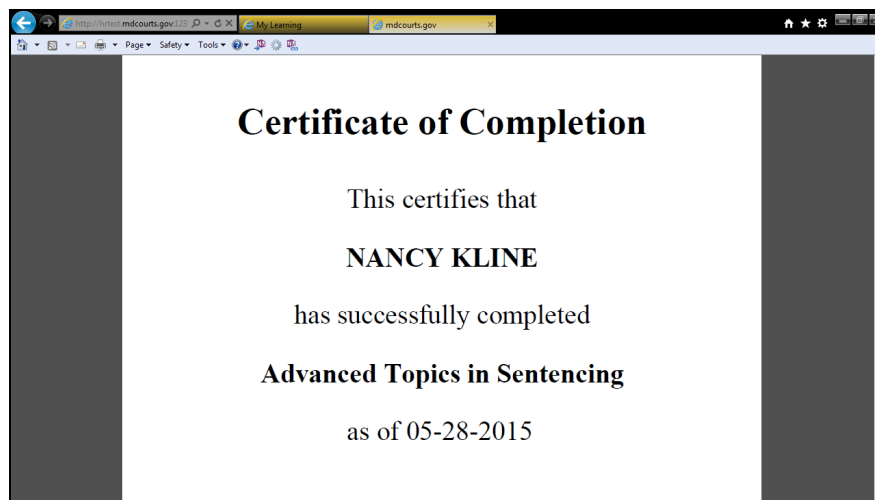 http://hrtest.mdcourts.gov:123 My Learning mdcourts.gov
Page Safety Tools
Certificate of Completion
This certifies that
NANCY KLINE
has successfully completed
Advanced Topics in Sentencing
as of 05-28-2015